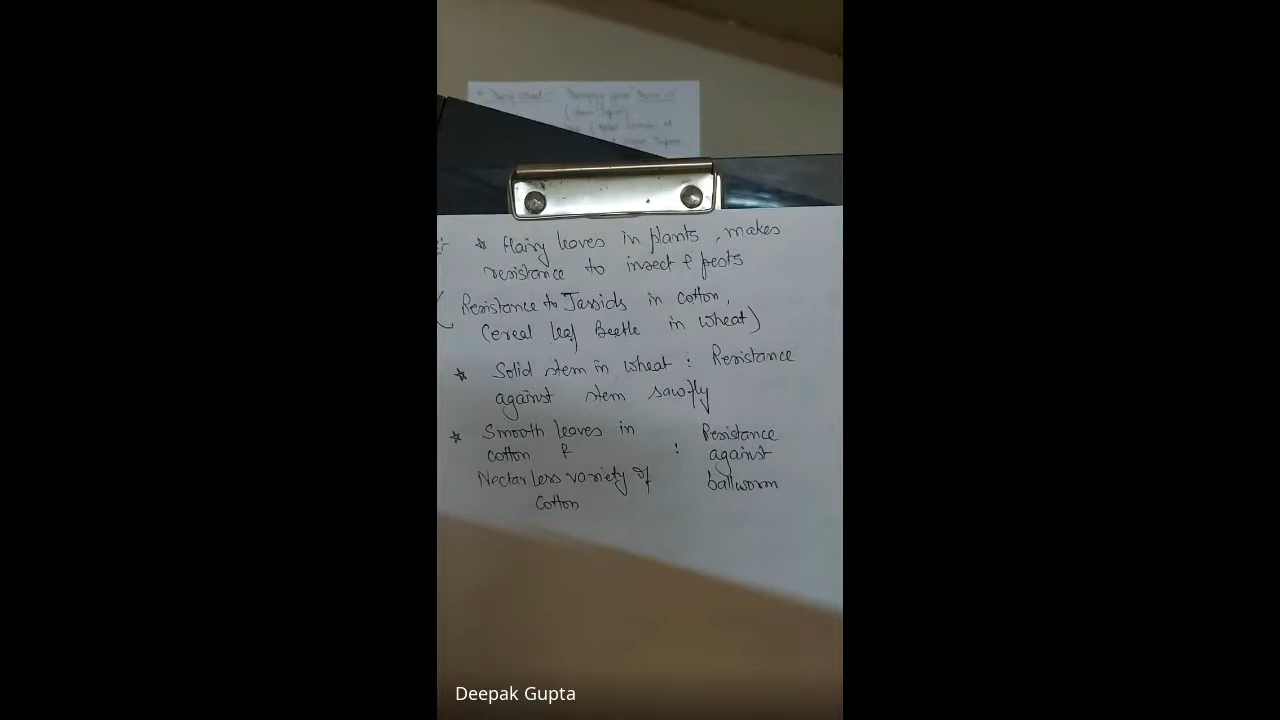 * Hairy leaves in plants, makes
resistance to insect & pests
(Resistance to Jassids in cotton,
Cereal leaf Beetle in wheat)
* Solid stem in wheat : Resistance
against stem sawfly
* Smooth leaves in
cotton &
Nectar less variety of
Cotton
: Resistance
against
ballworm
Deepak Gupta